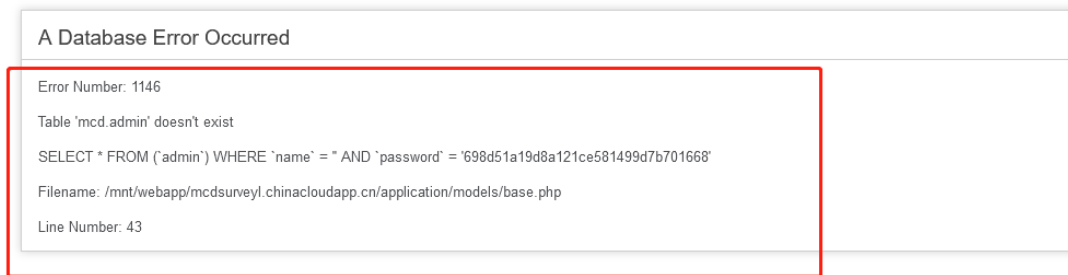 A Database Error Occurred
Error Number: 1146
Table 'mcd.admin' doesn't exist
SELECT * FROM (`admin`) WHERE `name` = '' AND `password` = '698d51a19d8a121ce581499d7b701668'
Filename: /mnt/webapp/mcdsurveyl.chinacloudapp.cn/application/models/base.php
Line Number: 43